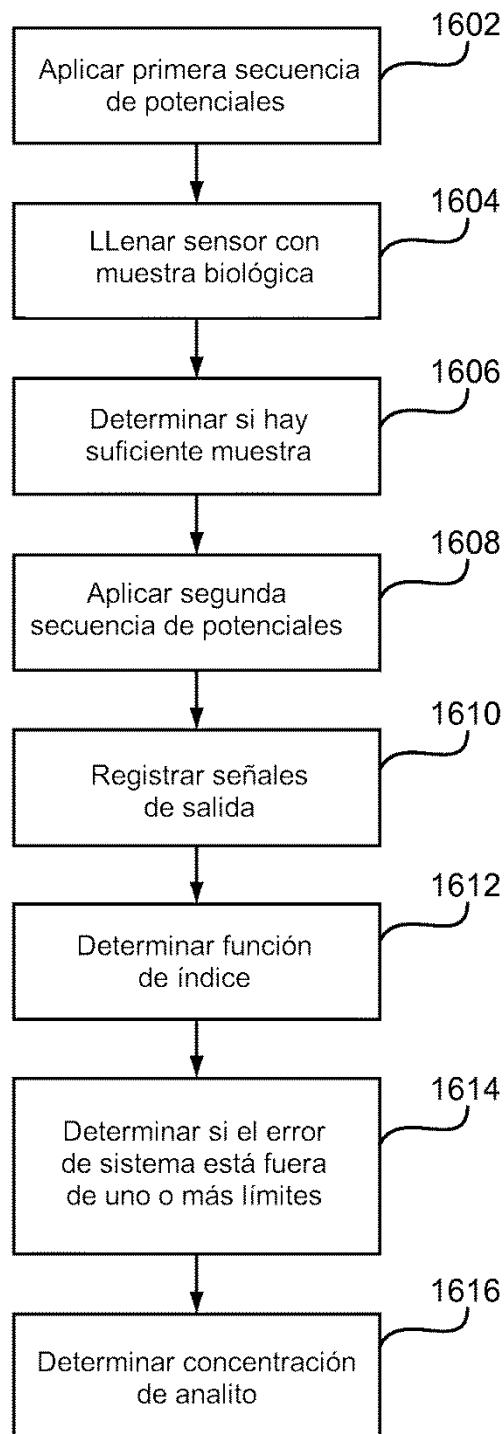 1602
Aplicar primera secuencia
de potenciales
1604
LLenar sensor con
muestra biológica
1606
Determinar si hay
suficiente muestra
1608
Aplicar segunda
secuencia de potenciales
1610
Registrar señales
de salida
1612
Determinar función
de índice
1614
Determinar si el error
de sistema está fuera
de uno o más límites
1616
Determinar concentración
de analito